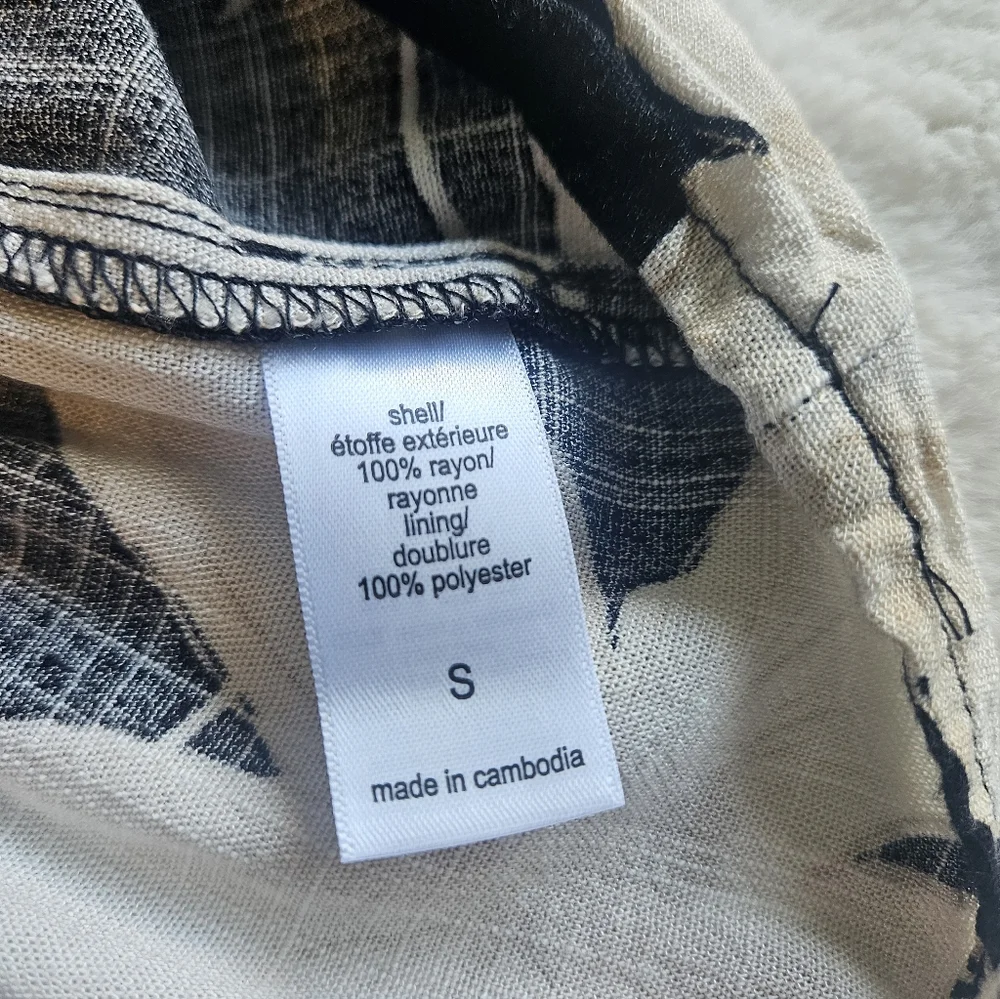 shell/
étoffe extérieure
100% rayon/
rayonne
lining/
doublure
100% polyester
S
made in cambodia